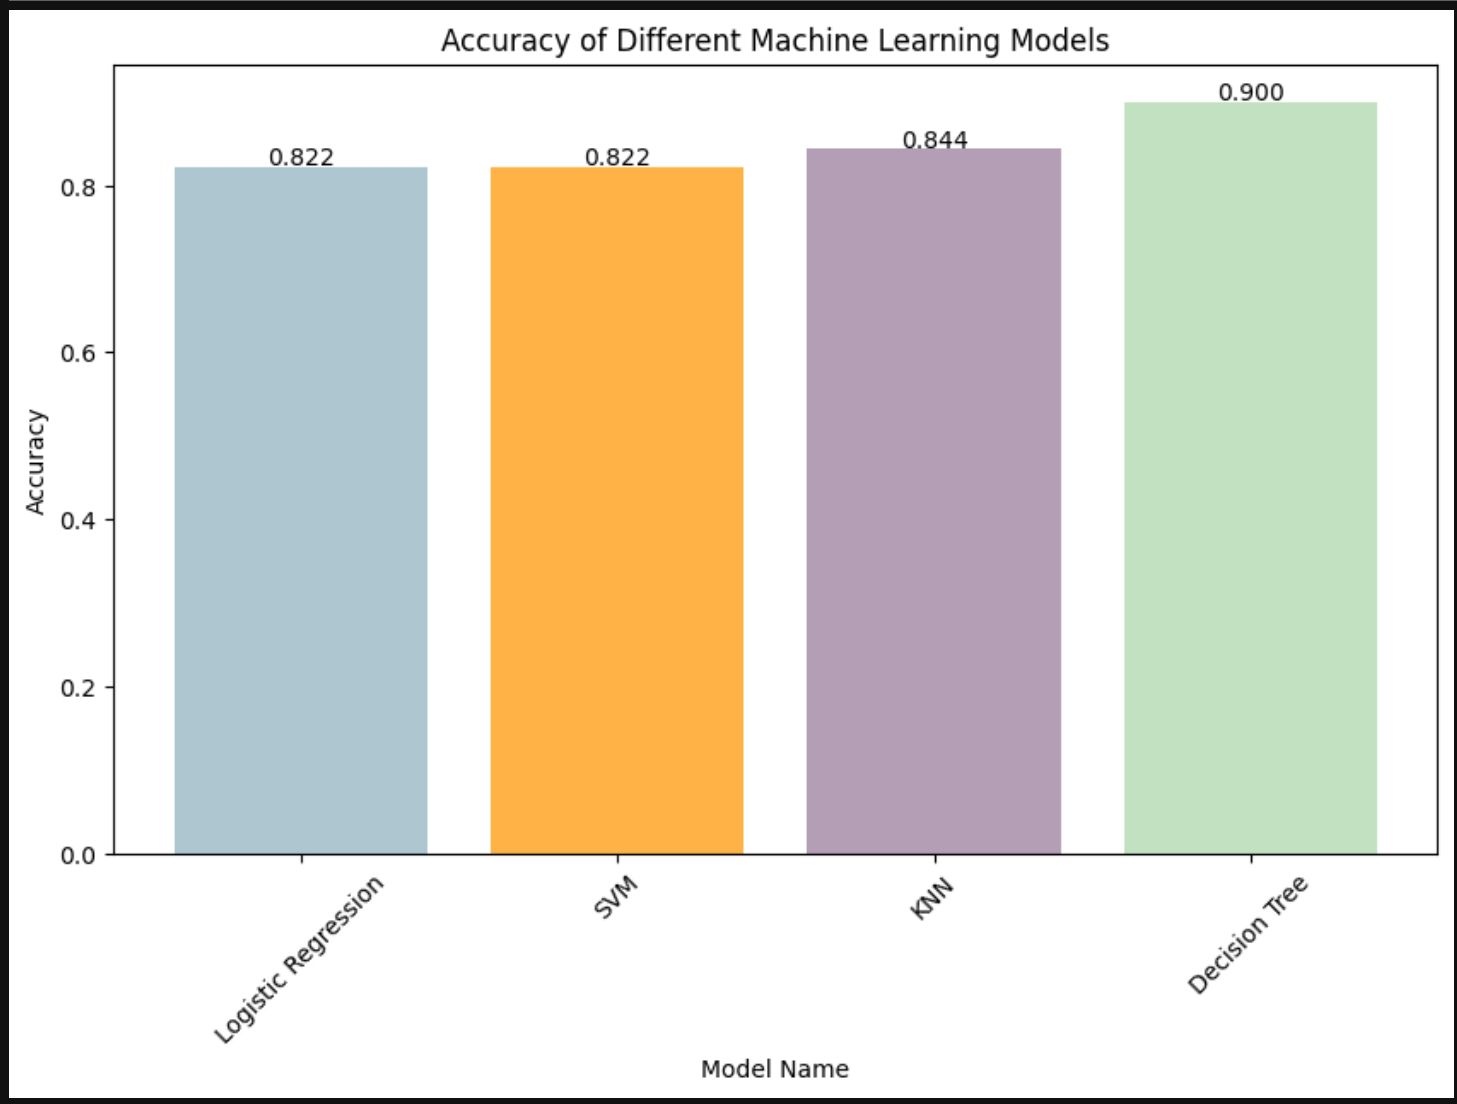 Accuracy of Different Machine Learning Models
0.822
0.822
0.844
0.900
0.8
0.6
0.4
0.2
0.0
Accuracy
Logistic Regression
SVM
KNN
Decision Tree
Model Name